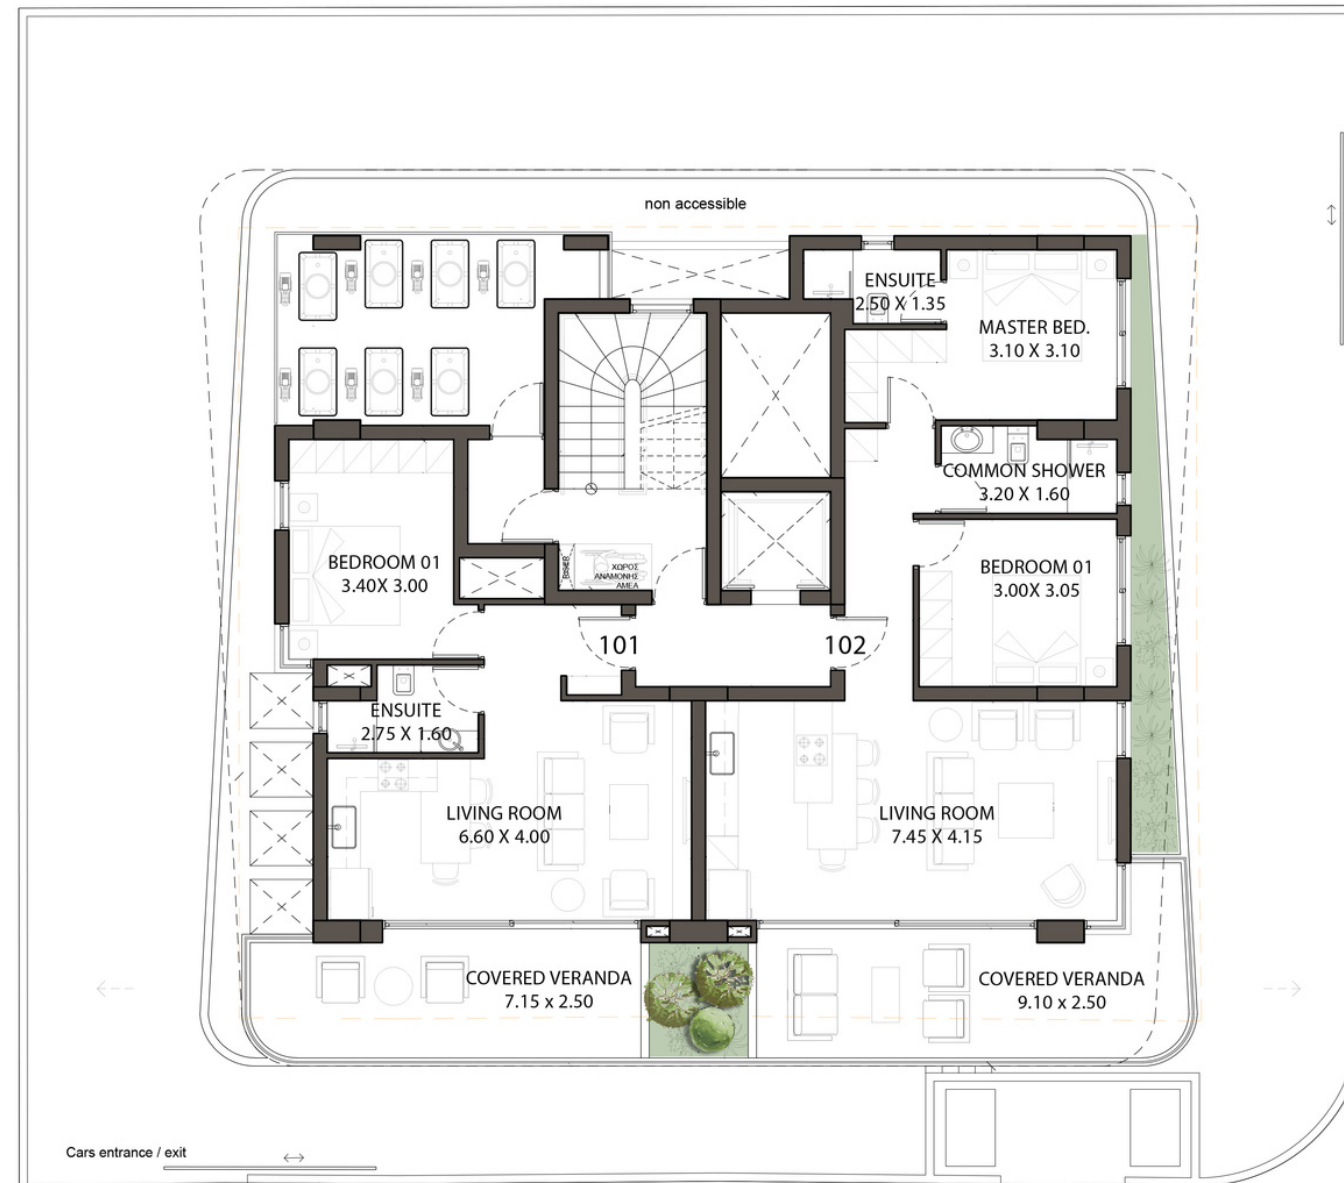 non accessible
ENSUITE
2.50 X 1.35
MASTER BED.
3.10 X 3.10
COMMON SHOWER
3.20 X 1.60
BEDROOM 01
3.40X 3.00
ΧΩΡΟΣ
ΑΝΑΜΟΝΗΣ
ΑΜΕΑ
BEDROOM 01
3.00X 3.05
101
102
ENSUITE
2.75 X 1.60
LIVING ROOM
6.60 X 4.00
LIVING ROOM
7.45 X 4.15
COVERED VERANDA
7.15 x 2.50
COVERED VERANDA
9.10 x 2.50
Cars entrance / exit